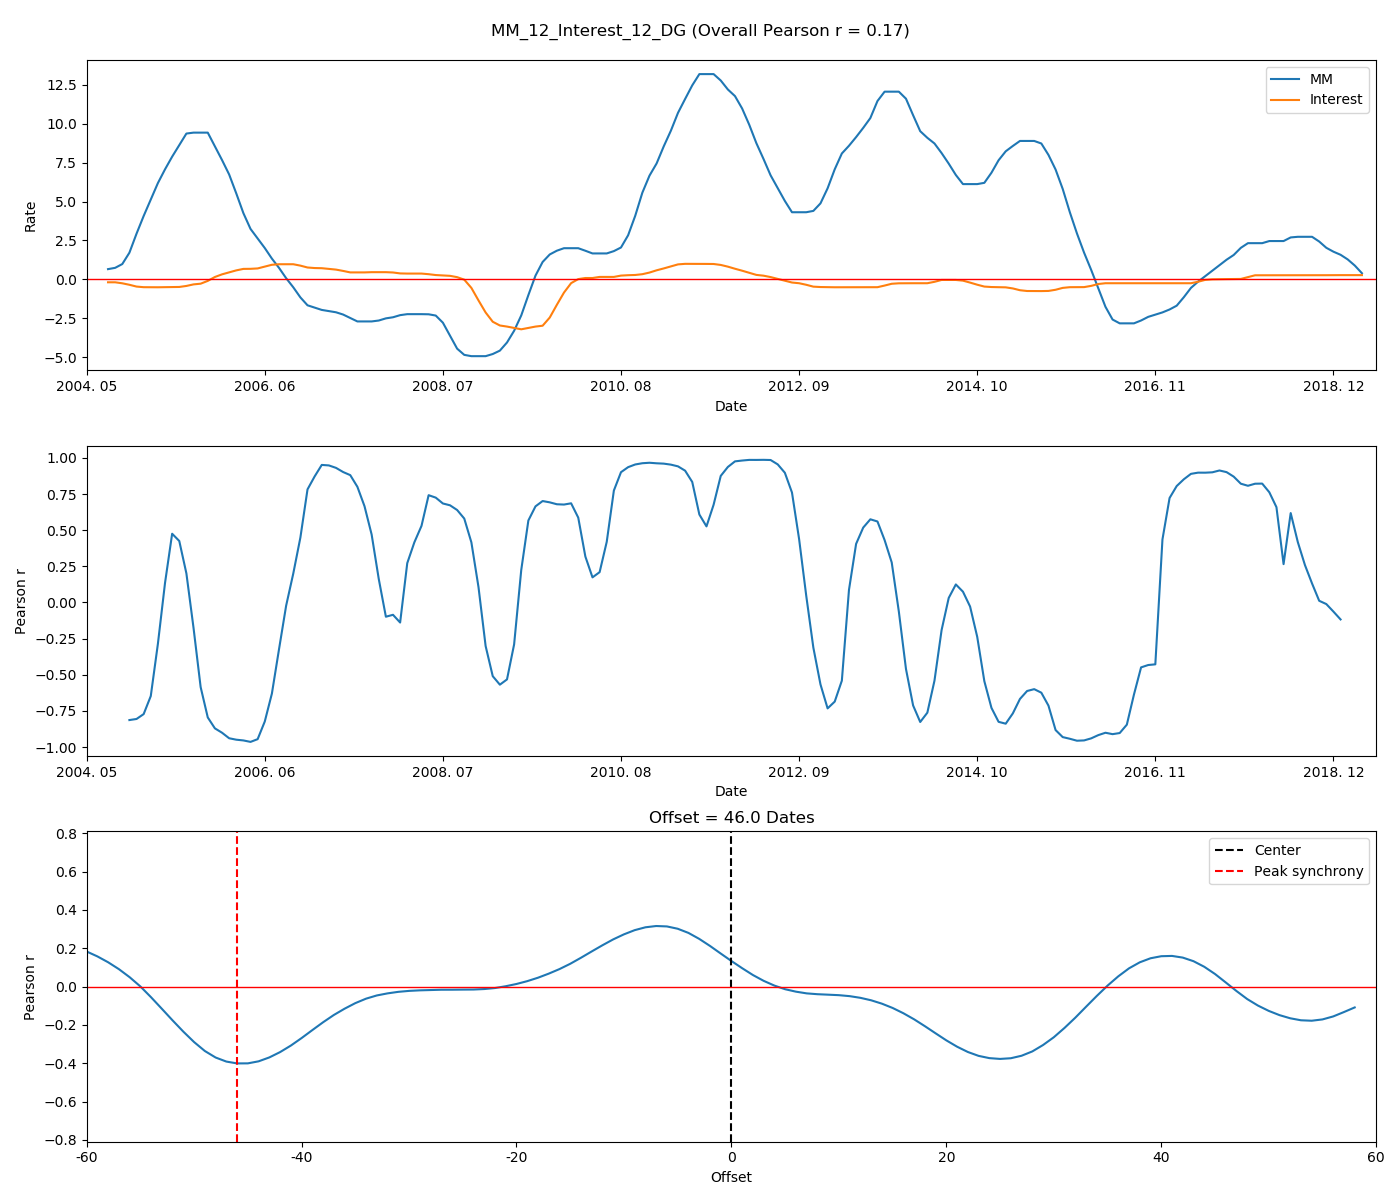 MM_12_Interest_12_DG (Overall Pearson r = 0.17)
12.5
10.0
7.5
5.0
2.5
0.0
−2.5
−5.0
Rate
MM
Interest
2004. 05 2006. 06 2008. 07 2010. 08 2012. 09 2014. 10 2016. 11 2018. 12
Date
1.00
0.75
0.50
0.25
0.00
−0.25
−0.50
−0.75
−1.00
Pearson r
2004. 05 2006. 06 2008. 07 2010. 08 2012. 09 2014. 10 2016. 11 2018. 12
Date
Offset = 46.0 Dates
0.8
0.6
0.4
0.2
0.0
−0.2
−0.4
−0.6
−0.8
Pearson r
Center
Peak synchrony
-60 -40 -20 0 20 40 60
Offset